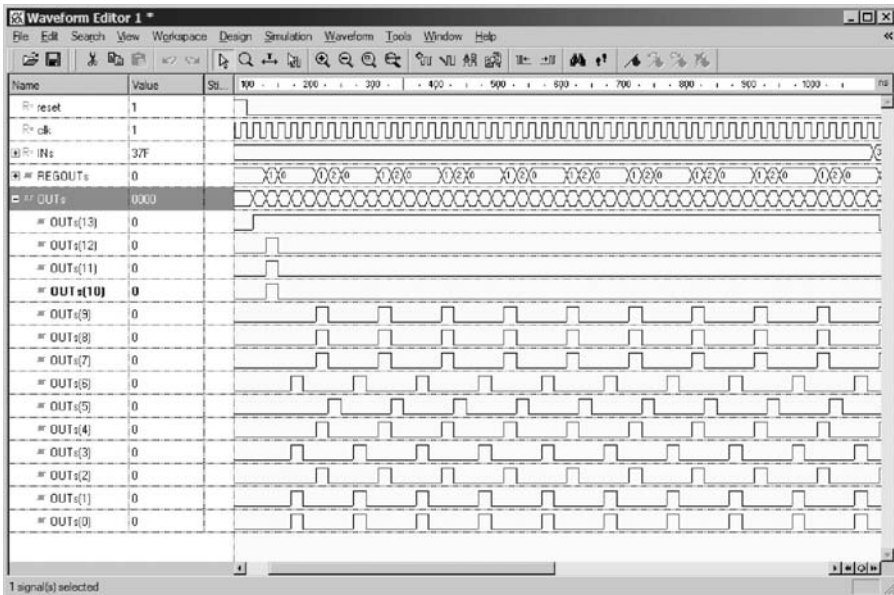 Waveform Editor 1 *
File Edit Search View Workspace Design Simulation Waveform Tools Window Help
Name Value Sti... 100 200 300 400 500 600 700 800 900 1000 ns
reset 1
clk 1
INs 37F
REGOUTs 0
OUTs 0000
OUTs(13) 0
OUTs(12) 0
OUTs(11) 0
OUTs(10) 0
OUTs(9) 0
OUTs(8) 0
OUTs(7) 0
OUTs(6) 0
OUTs(5) 0
OUTs(4) 0
OUTs(3) 0
OUTs(2) 0
OUTs(1) 0
OUTs(0) 0
1 signal(s) selected